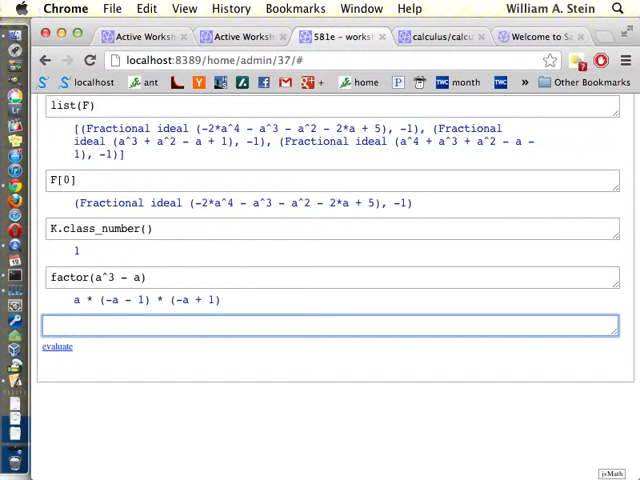 Chrome File Edit View History Bookmarks Window Help William A. Stein
Active Worksh Active Worksh 581e – worksh calculus/calcu Welcome to Sa
localhost:8389/home/admin/37/#
localhost ant home TWC month month Other Bookmarks
list(F)
[(Fractional ideal (-2*a^4 - a^3 - a^2 - 2*a + 5), -1), (Fractional
ideal (a^3 + a^2 - a + 1), -1), (Fractional ideal (a^4 + a^3 + a^2 - a -
1), -1)]
F[0]
(Fractional ideal (-2*a^4 - a^3 - a^2 - 2*a + 5), -1)
K.class_number()
1
factor(a^3 - a)
a * (-a - 1) * (-a + 1)
evaluate
jsMath